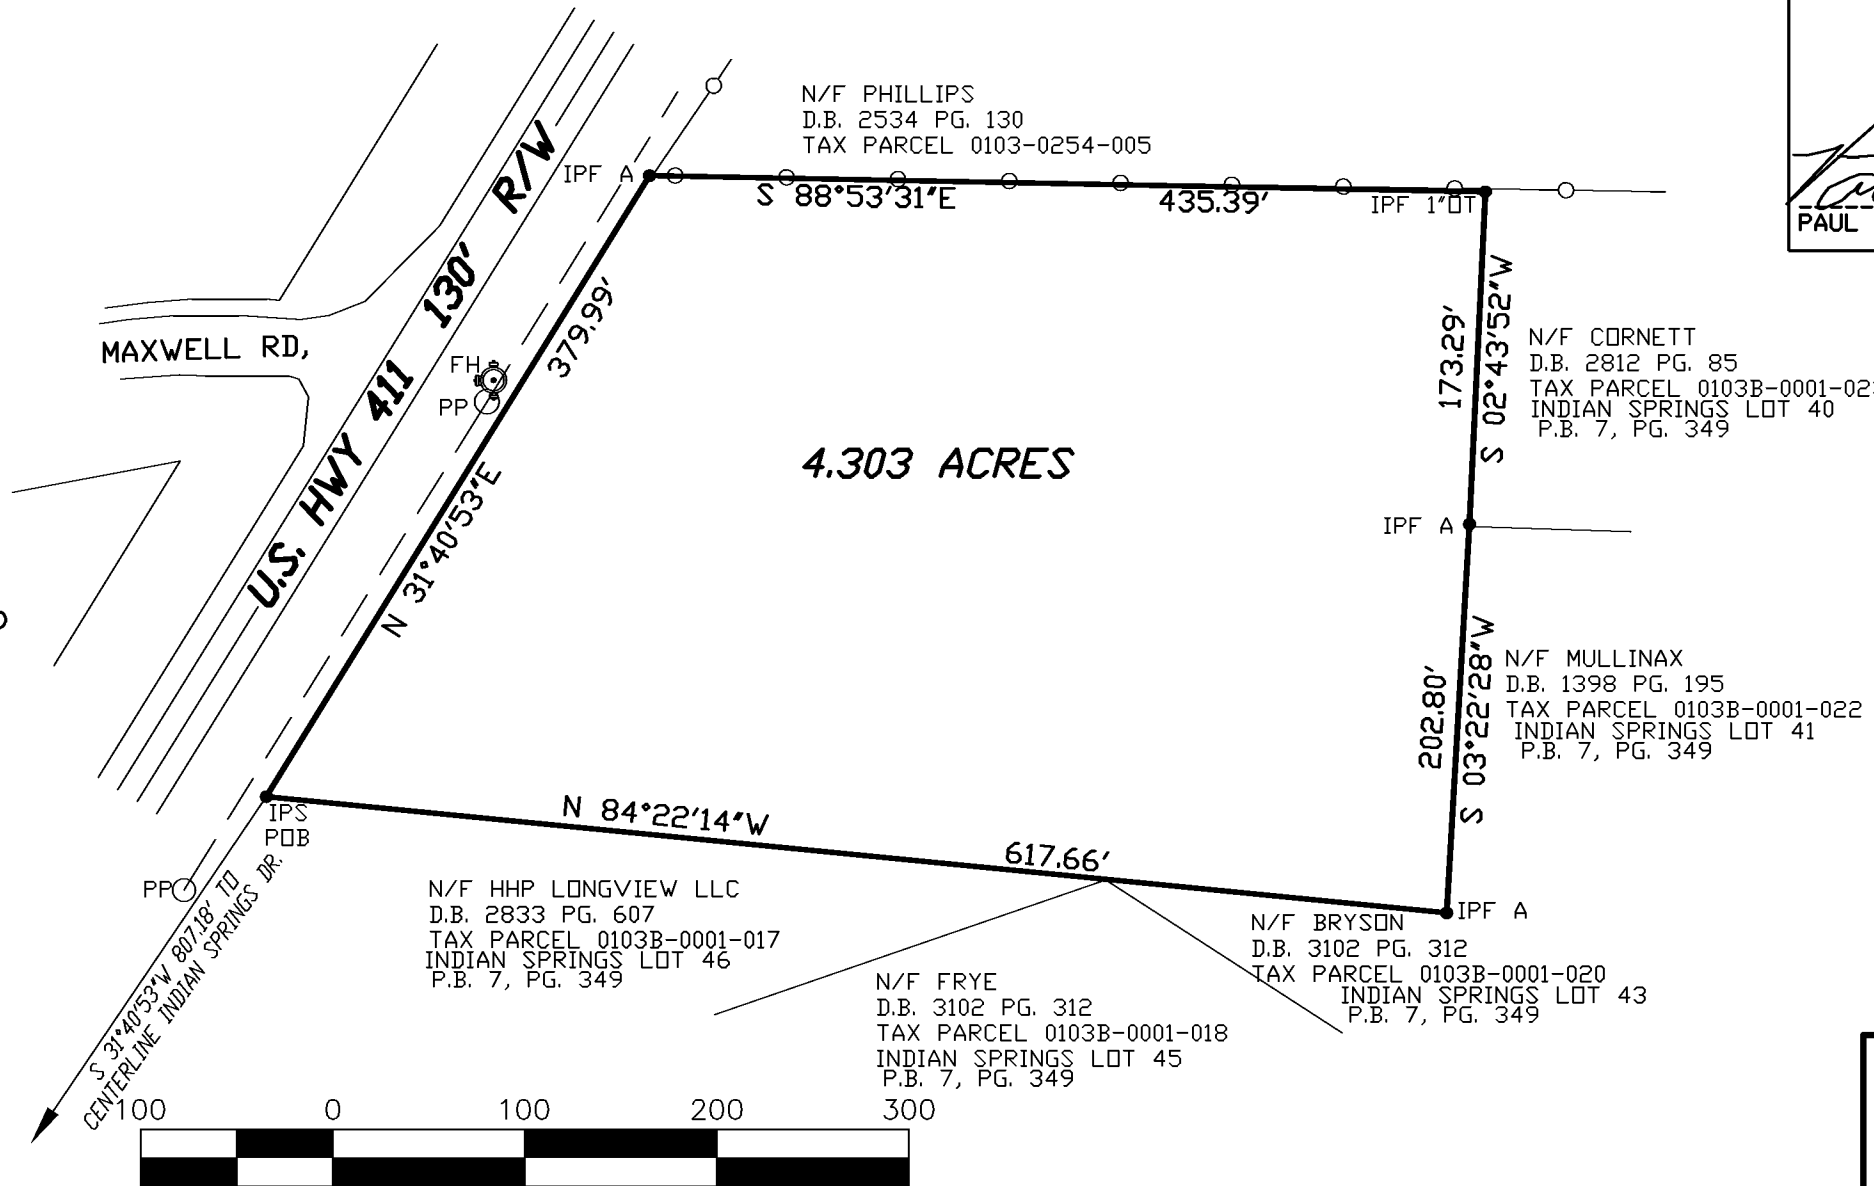 N/F PHILLIPS
D.B. 2534 PG. 130
TAX PARCEL 0103-0254-005
IPF A
S 88°53'31"E 435.39'
IPF 1"OT
PAUL
U.S. HWY 411 130' R/W
MAXWELL RD,
FH
PP
379.99'
N 31°40'53"E
4.303 ACRES
173.29'
S 02°43'52"W
N/F CORNETT
D.B. 2812 PG. 85
TAX PARCEL 0103B-0001-02
INDIAN SPRINGS LOT 40
P.B. 7, PG. 349
IPF A
202.80'
S 03°22'28"W
N/F MULLINAX
D.B. 1398 PG. 195
TAX PARCEL 0103B-0001-022
INDIAN SPRINGS LOT 41
P.B. 7, PG. 349
IPS
POB
N 84°22'14"W
617.66'
IPF A
PP
S 31°40'53"W 807.18' TO
CENTERLINE INDIAN SPRINGS DR.
N/F HHP LONGVIEW LLC
D.B. 2833 PG. 607
TAX PARCEL 0103B-0001-017
INDIAN SPRINGS LOT 46
P.B. 7, PG. 349
N/F FRYE
D.B. 3102 PG. 312
TAX PARCEL 0103B-0001-018
INDIAN SPRINGS LOT 45
P.B. 7, PG. 349
N/F BRYSON
D.B. 3102 PG. 312
TAX PARCEL 0103B-0001-020
INDIAN SPRINGS LOT 43
P.B. 7, PG. 349
100 0 100 200 300